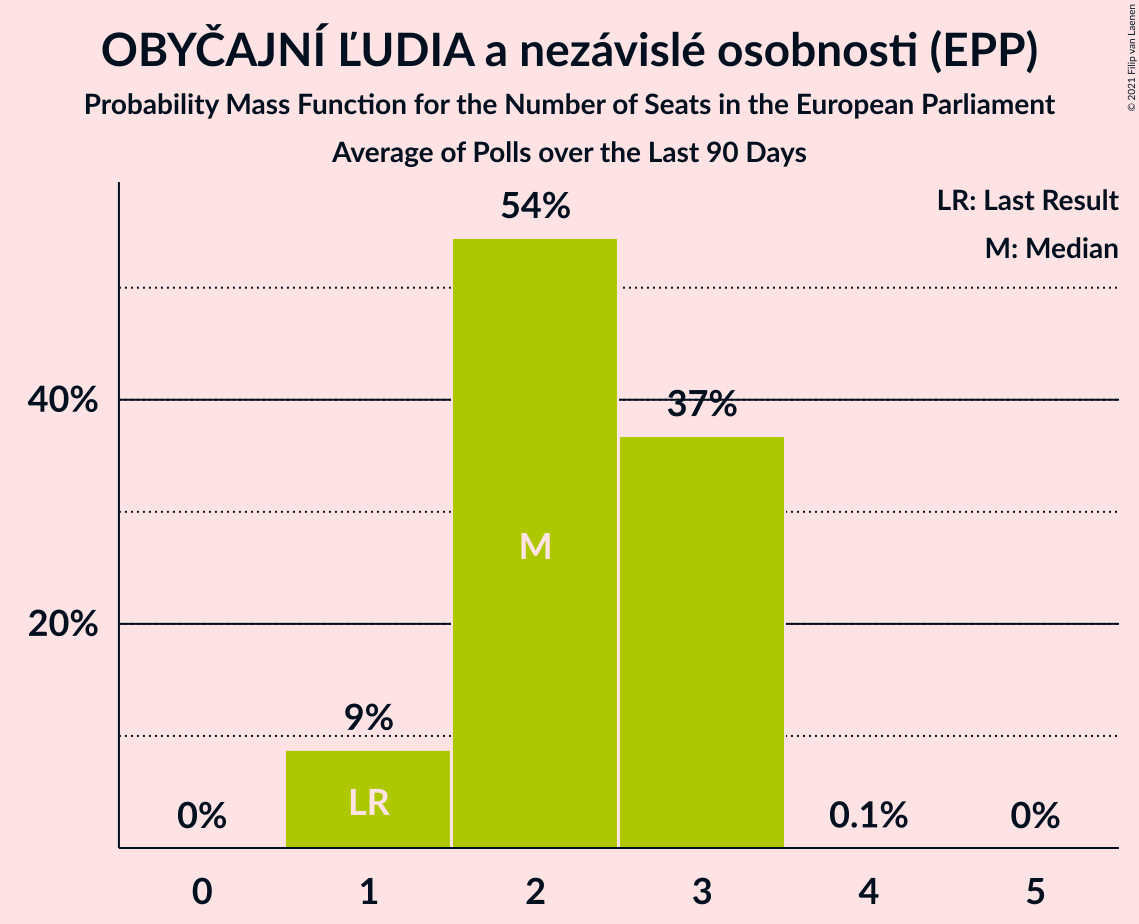 OBYČAJNÍ ĽUDIA a nezávislé osobnosti (EPP)
Probability Mass Function for the Number of Seats in the European Parliament
Average of Polls over the Last 90 Days
© 2021 Filip van Laenen
LR: Last Result
M: Median
54%
40%
37%
M
20%
9%
LR
0%
0.1%
0%
0 1 2 3 4 5